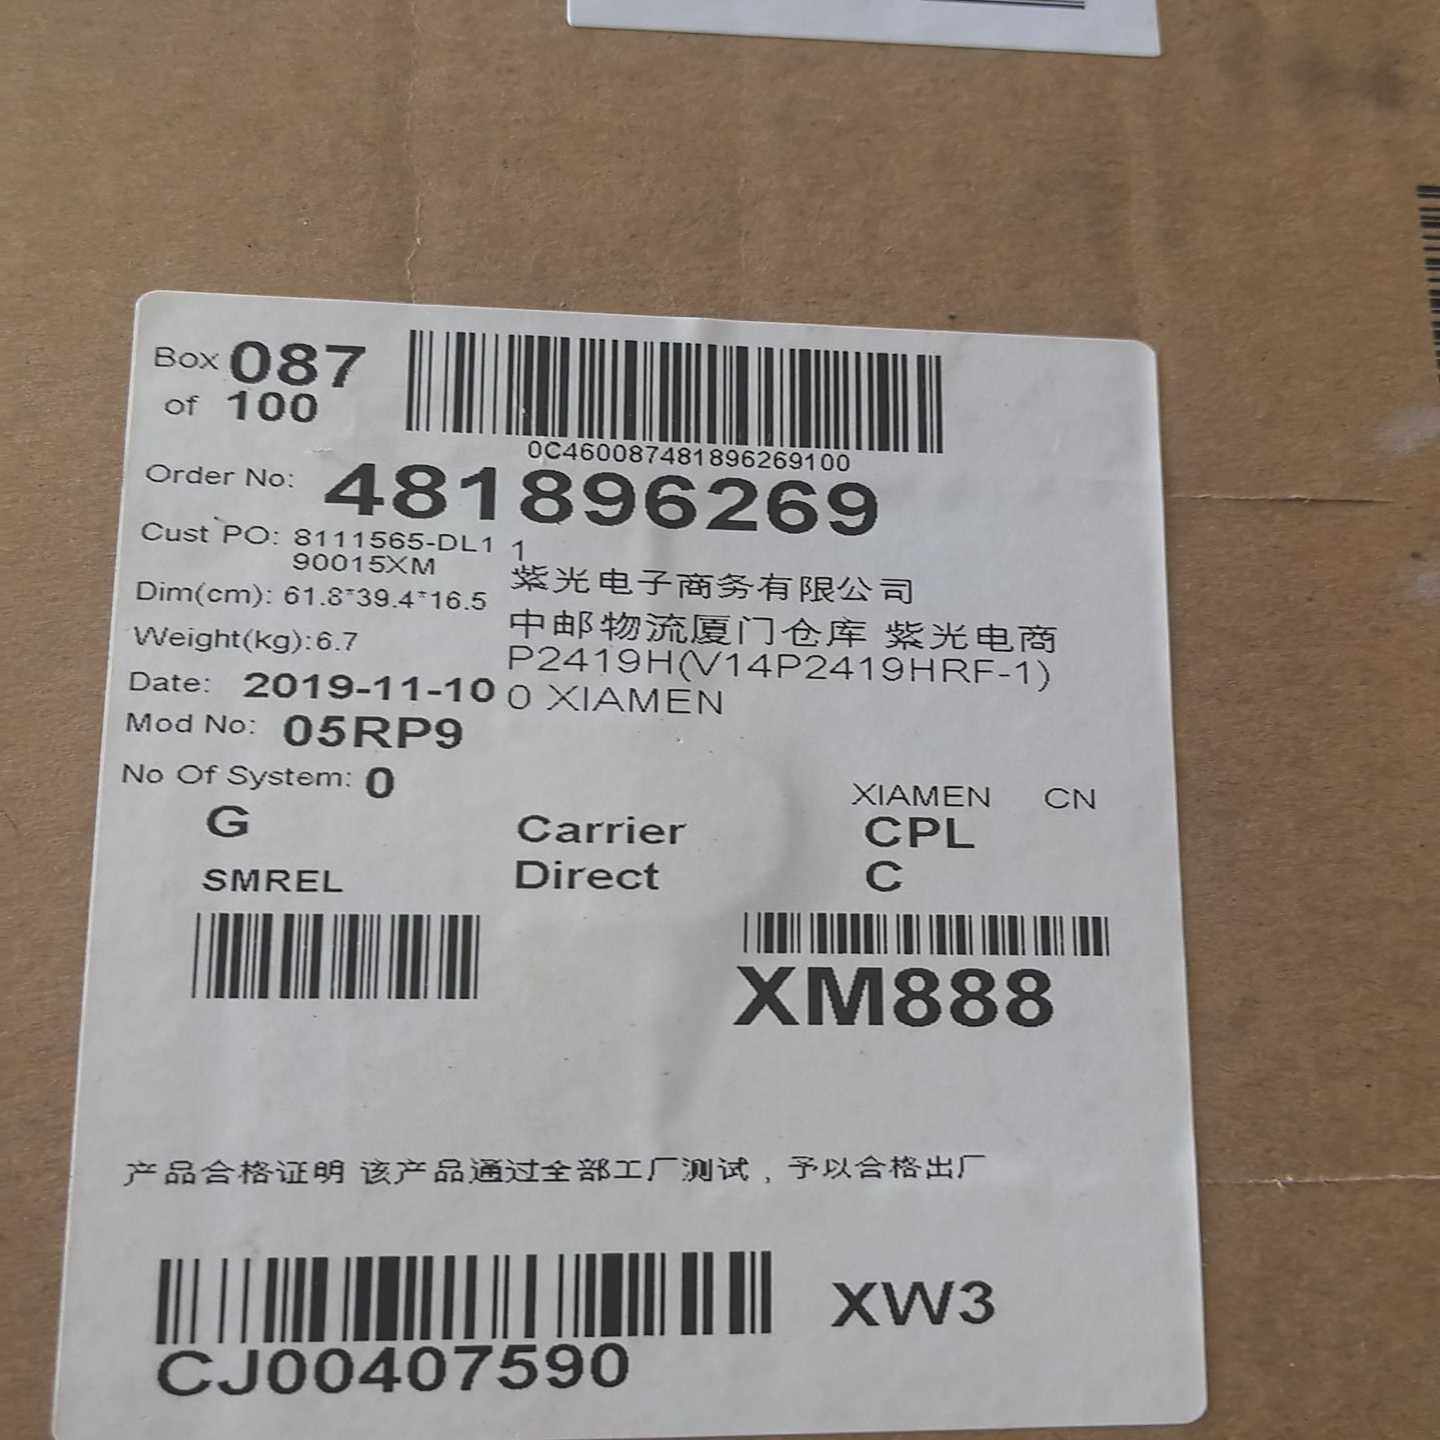 Box 087
of 100
0C460087481896269100
Order No: 481896269
Cust PO: 8111565-DL1 1
90015XM
紫光电子商务有限公司
Dim(cm): 61.8*39.4*16.5
中邮物流厦门仓库 紫光电商
Weight(kg):6.7
P2419H(V14P2419HRF-1)
Date: 2019-11-10
0 XIAMEN
Mod No: 05RP9
No Of System: 0
XIAMEN CN
G Carrier CPL
SMREL Direct C
XM888
产品合格证明 该产品通过全部工厂测试，予以合格出厂
XW3
CJ00407590